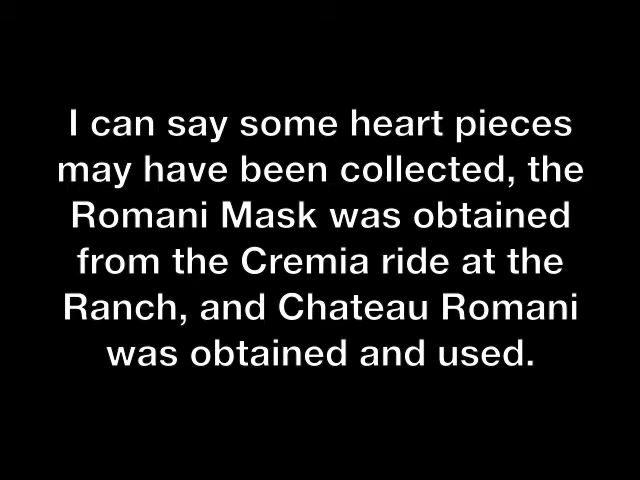 I can say some heart pieces
may have been collected, the
Romani Mask was obtained
from the Cremia ride at the
Ranch, and Chateau Romani
was obtained and used.